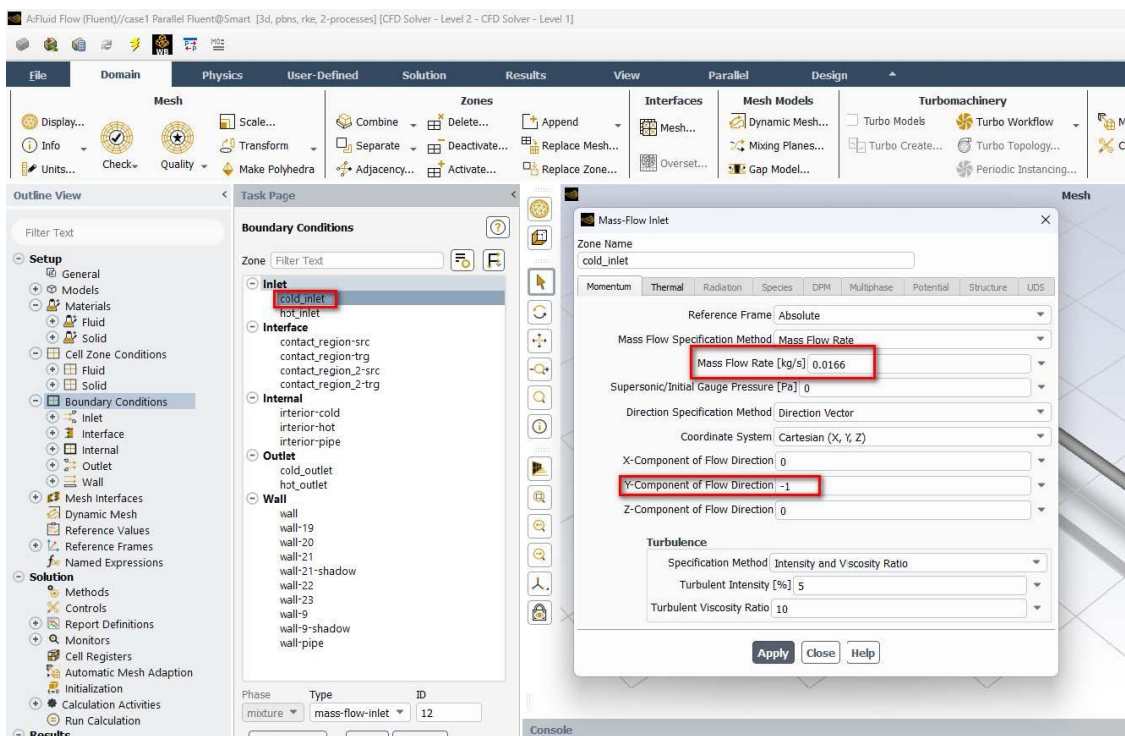 A:Fluid Flow (Fluent)//case1 Parallel Fluent@Smart [3d, pbns, rke, 2-processes] [CFD Solver - Level 2 - CFD Solver - Level 1]
WB
File Domain Physics User-Defined Solution Results View Parallel Design
Mesh Zones Interfaces Mesh Models Turbomachinery
Display... Scale... Combine Delete... Append Mesh... Dynamic Mesh... Turbo Models Turbo Workflow
Info Check Quality Transform Separate Deactivate... Replace Mesh... Mixing Planes... Turbo Create... Turbo Topology...
Units... Make Polyhedra Adjacency... Activate... Replace Zone... Overset... Gap Model... Periodic Instancing...
Outline View
Filter Text
Setup
General
Models
Materials
Fluid
Solid
Cell Zone Conditions
Fluid
Solid
Boundary Conditions
Inlet
Interface
Internal
Outlet
Wall
Mesh Interfaces
Dynamic Mesh
Reference Values
Reference Frames
Named Expressions
Solution
Methods
Controls
Report Definitions
Monitors
Cell Registers
Automatic Mesh Adaption
Initialization
Calculation Activities
Run Calculation
Results
Task Page
Boundary Conditions
Zone Filter Text
Inlet
cold_inlet
hot_inlet
Interface
contact_region-src
contact_region-trg
contact_region_2-src
contact_region_2-trg
Internal
irterior-cold
irterior-hot
irterior-pipe
Outlet
cold_outlet
hot_outlet
Wall
wall
wall-19
wall-20
wall-21
wall-21-shadow
wall-22
wall-23
wall-9
wall-9-shadow
wall-pipe
Phase Type ID
mixture mass-flow-inlet 12
Mesh
Mass-Flow Inlet
Zone Name
cold_inlet
Momentum Thermal Radiation Species DPM Multiphase Potential Structure UDS
Reference Frame Absolute
Mass Flow Specification Method Mass Flow Rate
Mass Flow Rate [kg/s] 0.0166
Supersonic/Initial Gauge Pressure [Pa] 0
Direction Specification Method Direction Vector
Coordinate System Cartesian (X, Y, Z)
X-Component of Flow Direction 0
Y-Component of Flow Direction -1
Z-Component of Flow Direction 0
Turbulence
Specification Method Intensity and Viscosity Ratio
Turbulent Intensity [%] 5
Turbulent Viscosity Ratio 10
Apply Close Help
Console